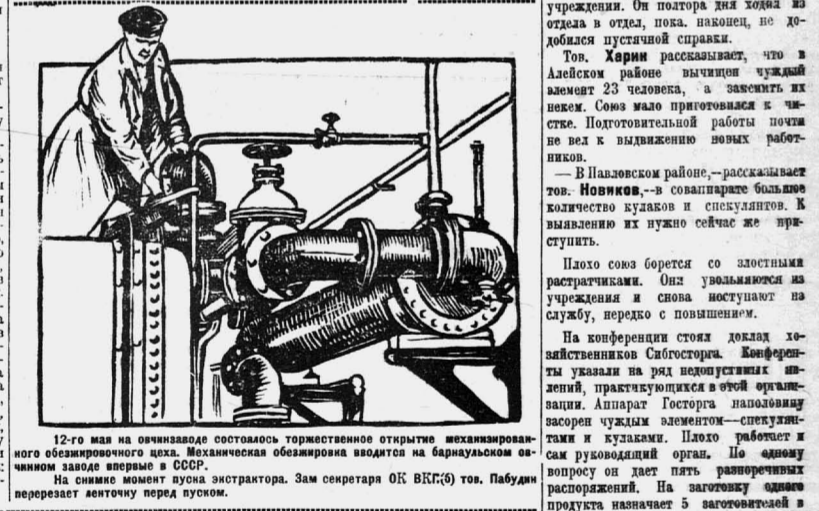 12-го мая на овчинзаводе состоялось торжественное открытие механизирован-
ного обезжировочного цеха. Механическая обезжировка вводится на барнаульском ов-
чинном заводе впервые в СССР.
На снимке момент пуска экстрактора. Зам секретаря ОК ВКП(б) тов. Пабудин
перерезает ленточку перед пуском.
учреждении. Он полтора дня ходил из
отдела в отдел, пока. наконец, не до-
добился пустячной справки.
Тов. Харин рассказывает, что в
Алейском районе вычищен чуждый
элемент 23 человека, а заменить их
некем. Союз мало приготовился к чи-
стке. Подготовительной работы почти
не вел к выдвижению новых работ-
ников.
— В Павловском районе,—рассказывает
тов. Новиков,—в соваппарате большое
количество кулаков и спекулянтов. К
выявлению их нужно сейчас же при-
ступить.
Плохо союз борется со злостными
растратчиками. Они увольняются из
учреждения и снова поступают на
службу, нередко с повышением.
На конференции стоял доклад хо-
зяйственников Сибгосторга. Конферен-
ты указали на ряд недопустимых яв-
лений, практикующихся в этой органи-
зации. Аппарат Госторга наполовину
засорен чуждым элементом—спекулян-
тами и кулаками. Плохо работает и
сам руководящий орган. По одному
вопросу он дает пять разноречивых
распоряжений. На заготовку одного
продукта назначает 5 заготовителей в